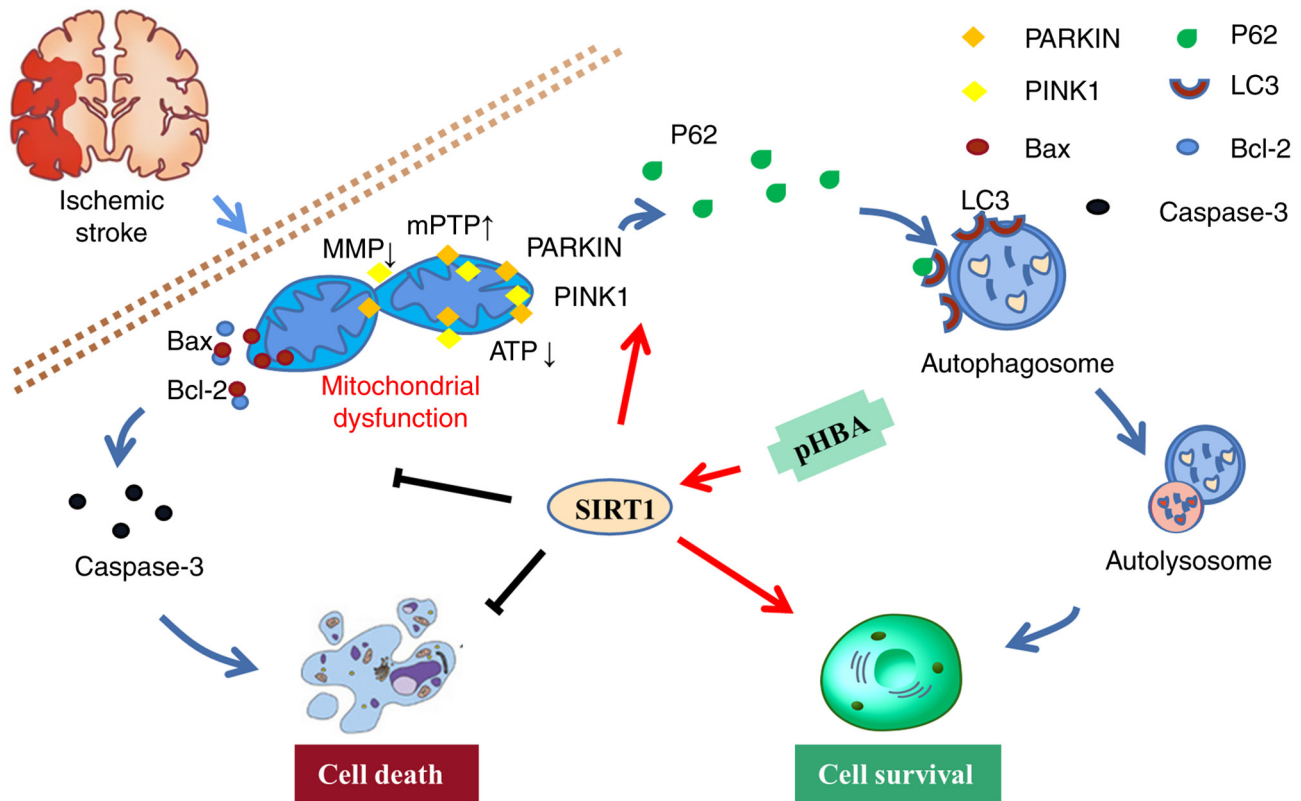 PARKIN
P62
PINK1
LC3
Bax
Bcl-2
Caspase-3
Ischemic
stroke
P62
LC3
mPTP↑
MMP↓
PARKIN
PINK1
ATP ↓
Bax
Bcl-2
Mitochondrial
dysfunction
Autophagosome
pHBA
SIRT1
Caspase-3
Autolysosome
Cell death
Cell survival